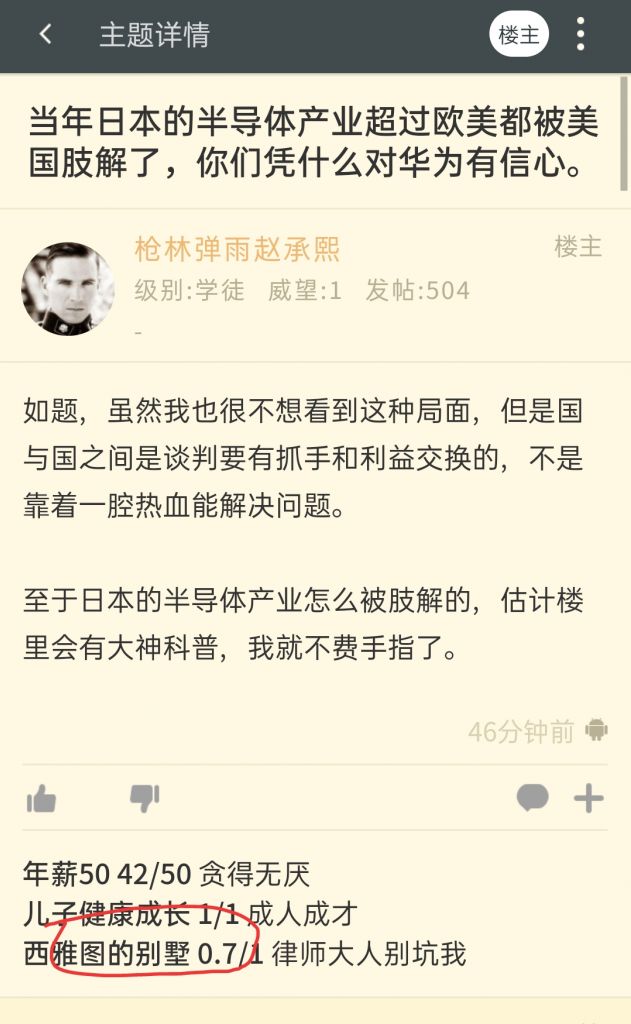 主题详情
楼主
当年日本的半导体产业超过欧美都被美
国肢解了，你们凭什么对华为有信心。
枪林弹雨赵承熙
楼主
级别:学徒 威望:1 发帖:504
-
如题，虽然我也很不想看到这种局面，但是国
与国之间是谈判要有抓手和利益交换的，不是
靠着一腔热血能解决问题。
至于日本的半导体产业怎么被肢解的，估计楼
里会有大神科普，我就不费手指了。
46分钟前
年薪50 42/50 贪得无厌
儿子健康成长 1/1 成人成才
西雅图的别墅 0.7/1 律师大人别坑我